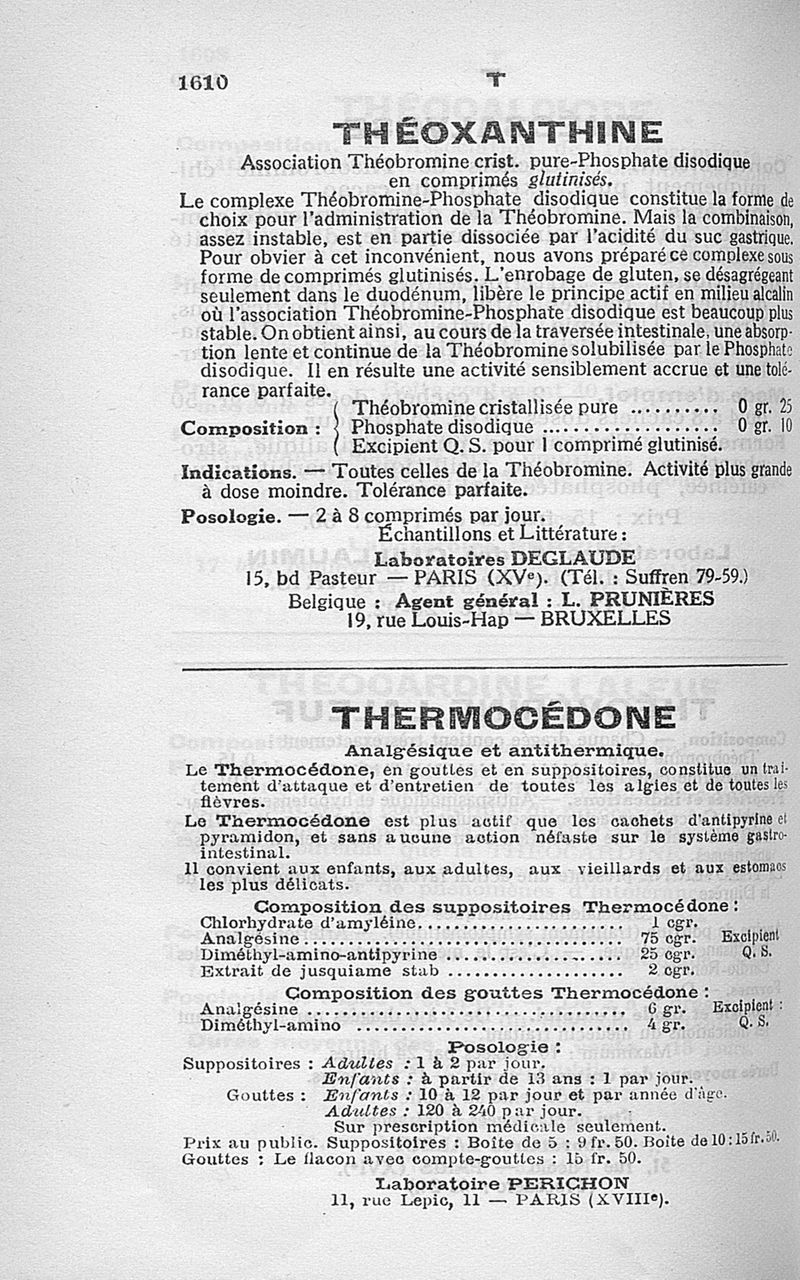 1610
T
THÉOXANTHINE
Association Théobromine crist. pure-Phosphate disodique
en comprimés glutinisés.
Le complexe Théobromine-Phosphate disodique constitue la forme de
choix pour l'administration de la Théobromine. Mais la combinaison,
assez instable, est en partie dissociée par l'acidité du suc gastrique.
Pour obvier à cet inconvénient, nous avons préparé ce complexe sous
forme de comprimés glutinisés. L'enrobage de gluten, se désagrégeant
seulement dans le duodénum, libère le principe actif en milieu alcalin
où l'association Théobromine-Phosphate disodique est beaucoup plus
stable. On obtient ainsi, au cours de la traversée intestinale, une absorp-
tion lente et continue de la Théobromine solubilisée par le Phosphate
disodique. Il en résulte une activité sensiblement accrue et une tolé-
rance parfaite.
Composition :
Théobromine cristallisée pure .......... 0 gr. 25
Phosphate disodique .................... 0 gr. 10
Excipient Q. S. pour 1 comprimé glutinisé.
Indications. — Toutes celles de la Théobromine. Activité plus grande
à dose moindre. Tolérance parfaite.
Posologie. — 2 à 8 comprimés par jour.
Échantillons et Littérature :
Laboratoires DEGLAUDE
15, bd Pasteur — PARIS (XVe). (Tél. : Suffren 79-59.)
Belgique : Agent général : L. PRUNIÈRES
19, rue Louis-Hap — BRUXELLES
THERMOCÉDONE
Analgésique et antithermique.
Le Thermocédone, en gouttes et en suppositoires, constitue un trai-
tement d'attaque et d'entretien de toutes les algies et de toutes les
fièvres.
Le Thermocédone est plus actif que les cachets d'antipyrine et
pyramidon, et sans aucune action néfaste sur le système gastro-
intestinal.
Il convient aux enfants, aux adultes, aux vieillards et aux estomacs
les plus délicats.
Composition des suppositoires Thermocédone :
Chlorhydrate d'amyléine........................ 1 cgr.
Analgésine .................................... 75 cgr. Excipient
Diméthyl-amino-antipyrine ..................... 25 cgr. Q. S.
Extrait de jusquiame stab .................... 2 cgr.
Composition des gouttes Thermocédone :
Analgésine .................................... 6 gr. Excipient :
Diméthyl-amino ............................... 4 gr. Q. S.
Posologie :
Suppositoires : Adultes : 1 à 2 par jour.
Enfants : à partir de 13 ans : 1 par jour.
Gouttes : Enfants : 10 à 12 par jour et par année d'âge.
Adultes : 120 à 240 par jour.
Sur prescription médicale seulement.
Prix au public. Suppositoires : Boîte de 5 : 9 fr. 50. Boîte de 10 : 15 fr. 50.
Gouttes : Le flacon avec compte-gouttes : 15 fr. 50.
Laboratoire PERICHON
11, rue Lepic, 11 — PARIS (XVIIIe).